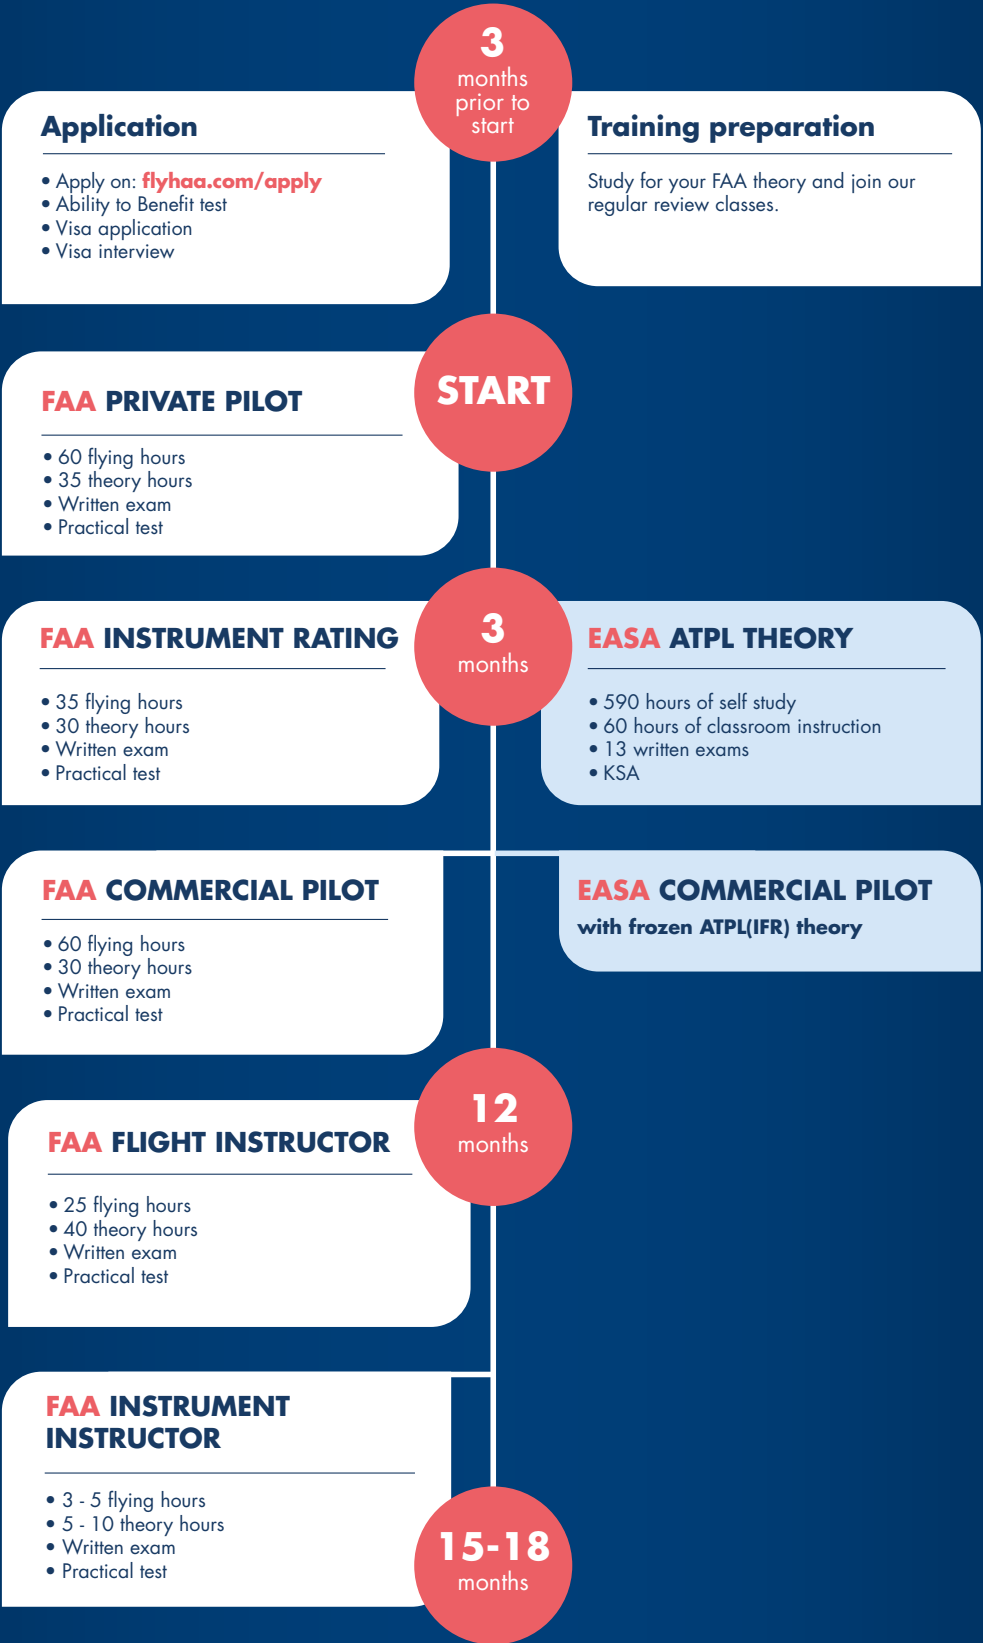 3
months
prior to
start
Application
• Apply on: flyhaa.com/apply
• Ability to Benefit test
• Visa application
• Visa interview
Training preparation
Study for your FAA theory and join our
regular review classes.
START
FAA PRIVATE PILOT
• 60 flying hours
• 35 theory hours
• Written exam
• Practical test
3
months
FAA INSTRUMENT RATING
• 35 flying hours
• 30 theory hours
• Written exam
• Practical test
EASA ATPL THEORY
• 590 hours of self study
• 60 hours of classroom instruction
• 13 written exams
• KSA
FAA COMMERCIAL PILOT
• 60 flying hours
• 30 theory hours
• Written exam
• Practical test
EASA COMMERCIAL PILOT
with frozen ATPL(IFR) theory
12
months
FAA FLIGHT INSTRUCTOR
• 25 flying hours
• 40 theory hours
• Written exam
• Practical test
FAA INSTRUMENT
INSTRUCTOR
• 3 - 5 flying hours
• 5 - 10 theory hours
• Written exam
• Practical test
15-18
months